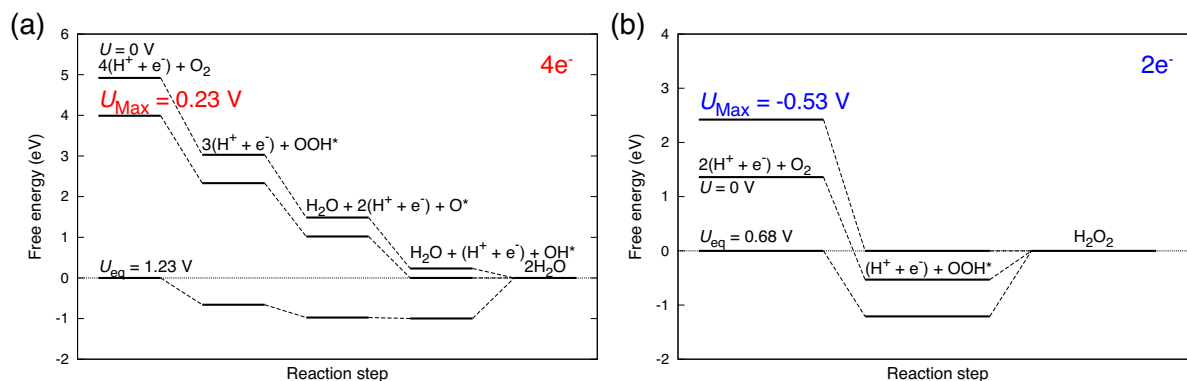 (a)
4e⁻
U = 0 V
4(H⁺ + e⁻) + O₂
U_Max = 0.23 V
3(H⁺ + e⁻) + OOH*
H₂O + 2(H⁺ + e⁻) + O*
H₂O + (H⁺ + e⁻) + OH*
2H₂O
U_eq = 1.23 V
Free energy (eV)
6
5
4
3
2
1
0
-1
-2
Reaction step
(b)
2e⁻
U_Max = -0.53 V
2(H⁺ + e⁻) + O₂
U = 0 V
U_eq = 0.68 V
(H⁺ + e⁻) + OOH*
H₂O₂
Free energy (eV)
4
3
2
1
0
-1
-2
Reaction step